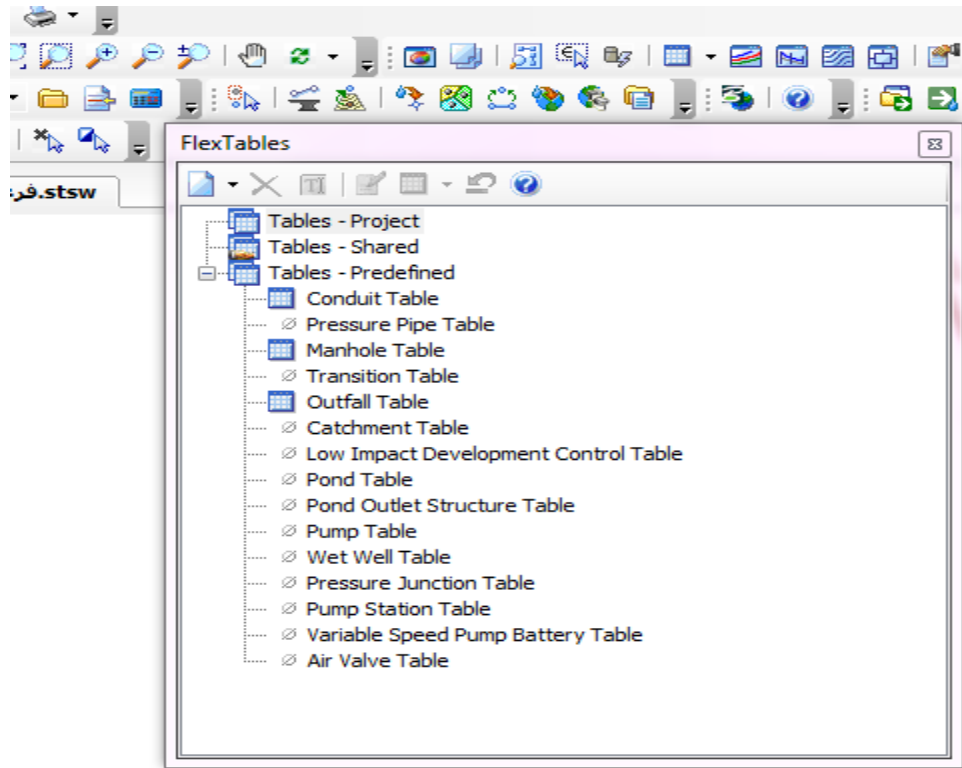 FlexTables
فرع.stsw
Tables - Project
Tables - Shared
Tables - Predefined
Conduit Table
Pressure Pipe Table
Manhole Table
Transition Table
Outfall Table
Catchment Table
Low Impact Development Control Table
Pond Table
Pond Outlet Structure Table
Pump Table
Wet Well Table
Pressure Junction Table
Pump Station Table
Variable Speed Pump Battery Table
Air Valve Table